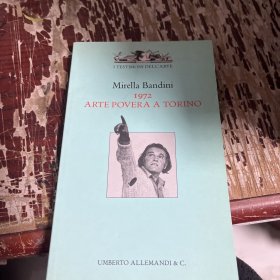 I TESTIMONI DELL'ARTE
Mirella Bandini
1972
ARTE POVERA A TORINO
UMBERTO ALLEMANDI & C.